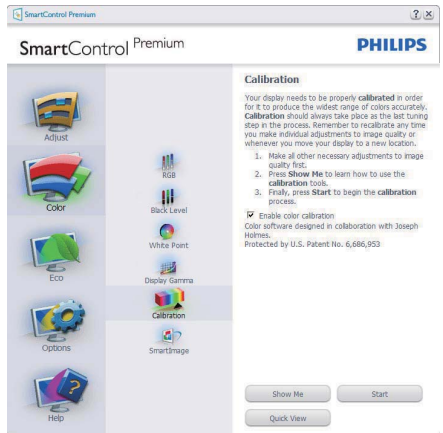 SmartControl Premium
SmartControl Premium
PHILIPS
Adjust
Color
Eco
Options
Help
RGB
Black Level
White Point
Display Gamma
Calibration
SmartImage
Calibration
Your display needs to be properly calibrated in order
for it to produce the widest range of colors accurately.
Calibration should always take place as the last tuning
step in the process. Remember to recalibrate any time
you make individual adjustments to image quality or
whenever you move your display to a new location.
1. Make all other necessary adjustments to image
quality first.
2. Press Show Me to learn how to use the
calibration tools.
3. Finally, press Start to begin the calibration
process.
Enable color calibration
Color software designed in collaboration with Joseph
Holmes.
Protected by U.S. Patent No. 6,686,953
Show Me
Start
Quick View